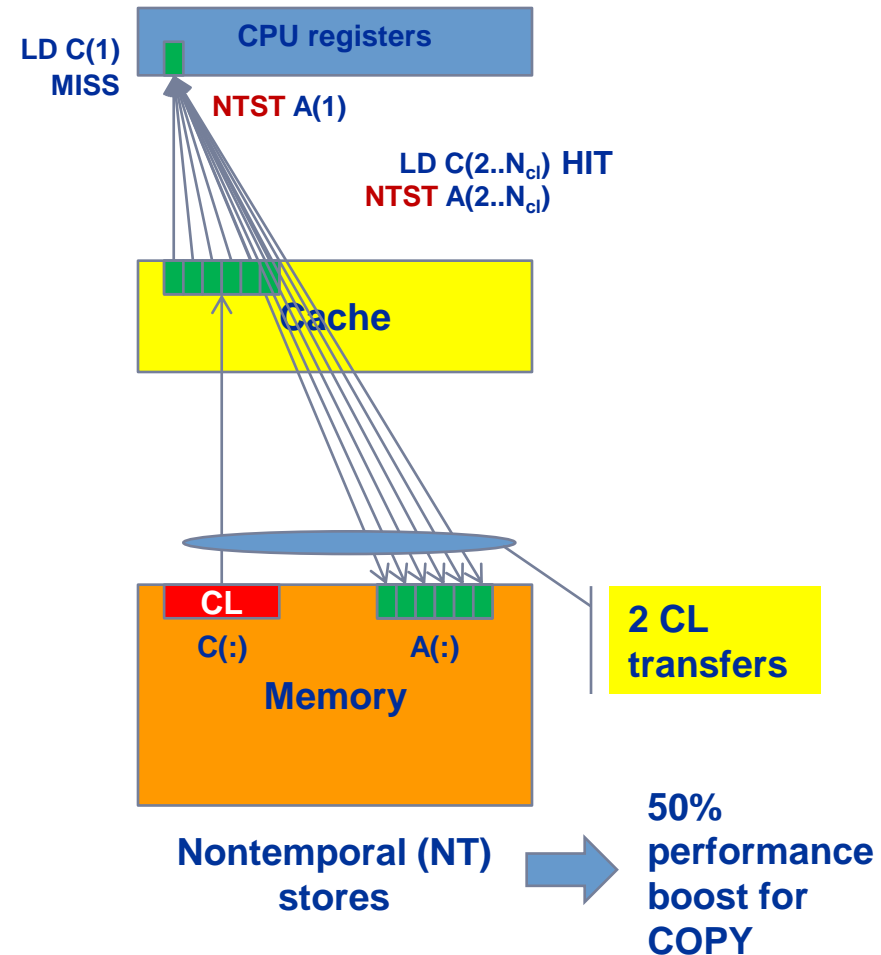 CPU registers
LD C(1)
MISS
NTST A(1)
LD C(2..Ncl) HIT
NTST A(2..Ncl)
Cache
CL
C(:)
A(:)
Memory
2 CL
transfers
Nontemporal (NT)
stores
50%
performance
boost for
COPY